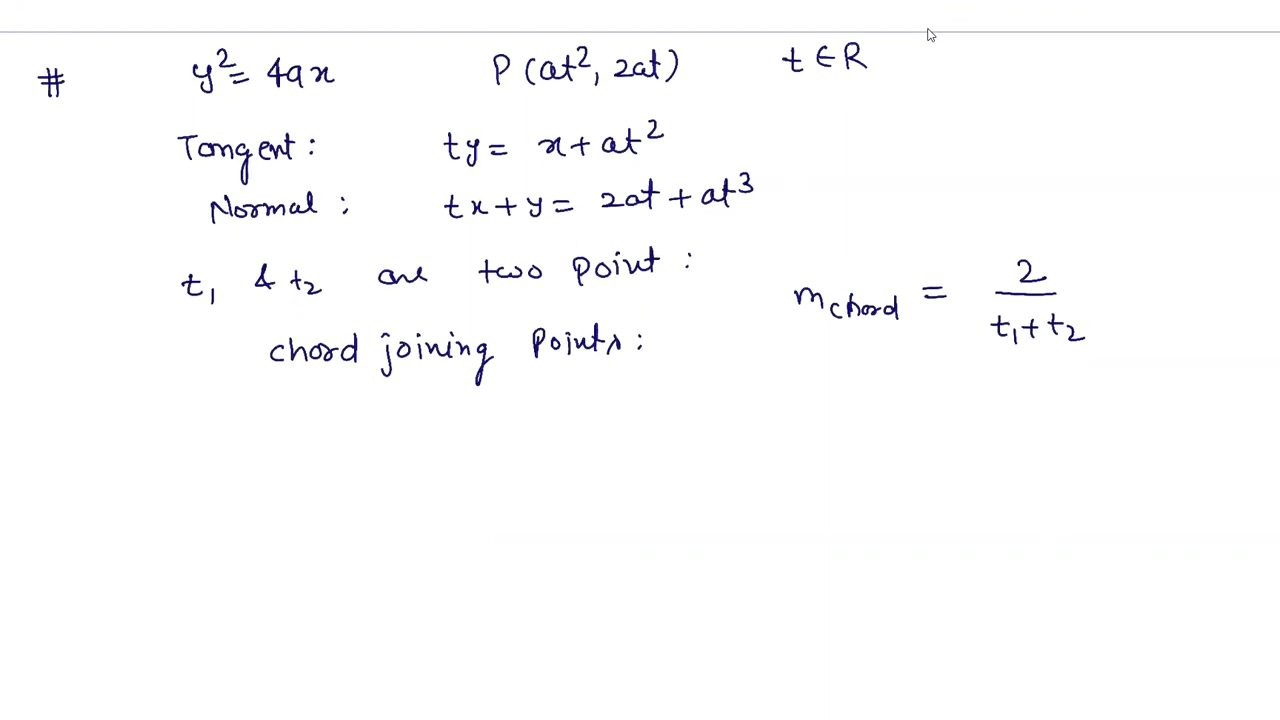 # y² = 4ax P(at², 2at) t ∈ R
Tangent: ty = x + at²
Normal: tx + y = 2at + at³
t₁ & t₂ are two point:
m_chord = 2/(t₁ + t₂)
chord joining points: